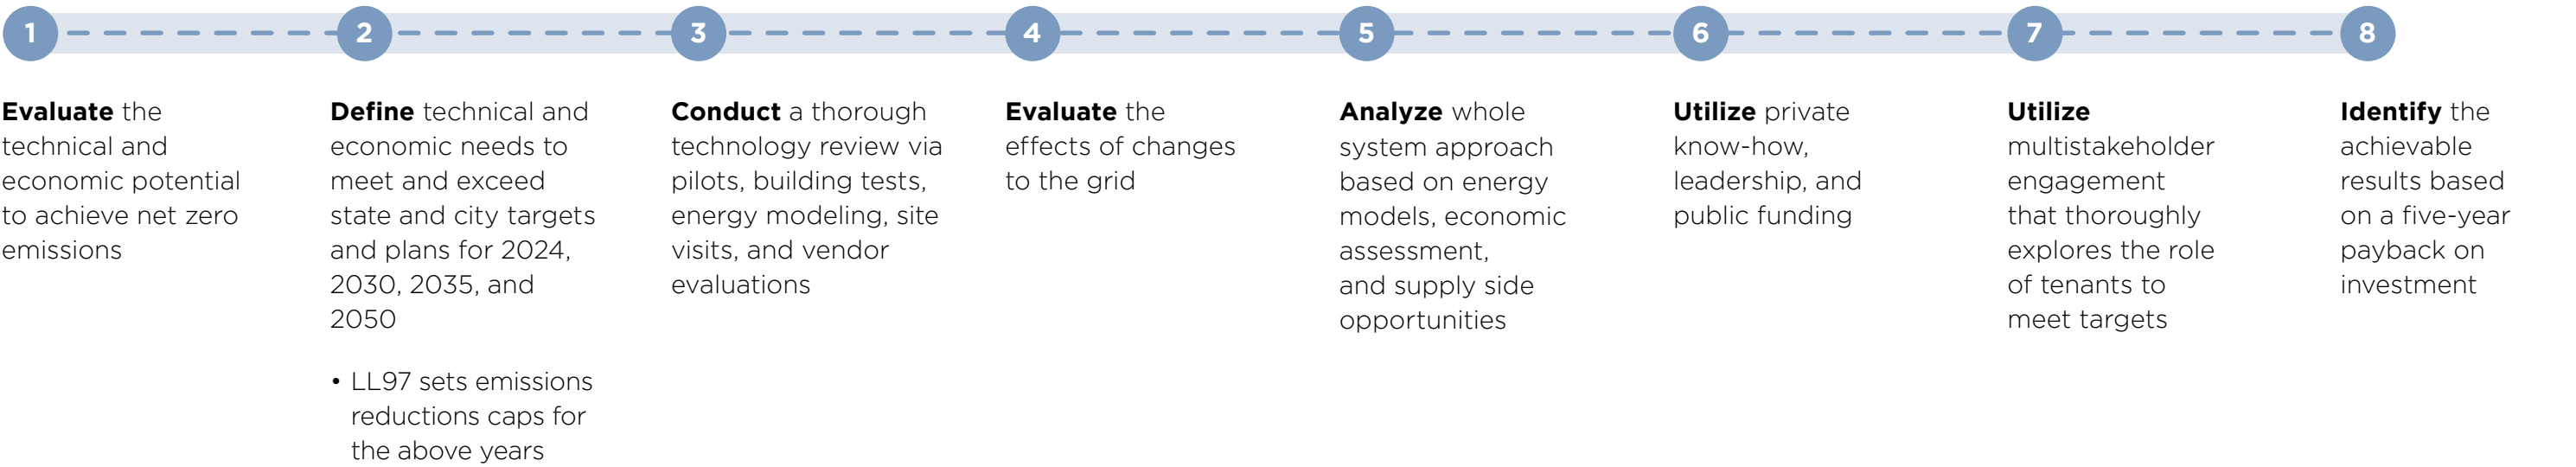 1
2
3
4
5
6
7
8
Evaluate the
technical and
economic potential
to achieve net zero
emissions
Define technical and
economic needs to
meet and exceed
state and city targets
and plans for 2024,
2030, 2035, and
2050
• LL97 sets emissions
reductions caps for
the above years
Conduct a thorough
technology review via
pilots, building tests,
energy modeling, site
visits, and vendor
evaluations
Evaluate the
effects of changes
to the grid
Analyze whole
system approach
based on energy
models, economic
assessment,
and supply side
opportunities
Utilize private
know-how,
leadership, and
public funding
Utilize
multistakeholder
engagement
that thoroughly
explores the role
of tenants to
meet targets
Identify the
achievable
results based
on a five-year
payback on
investment